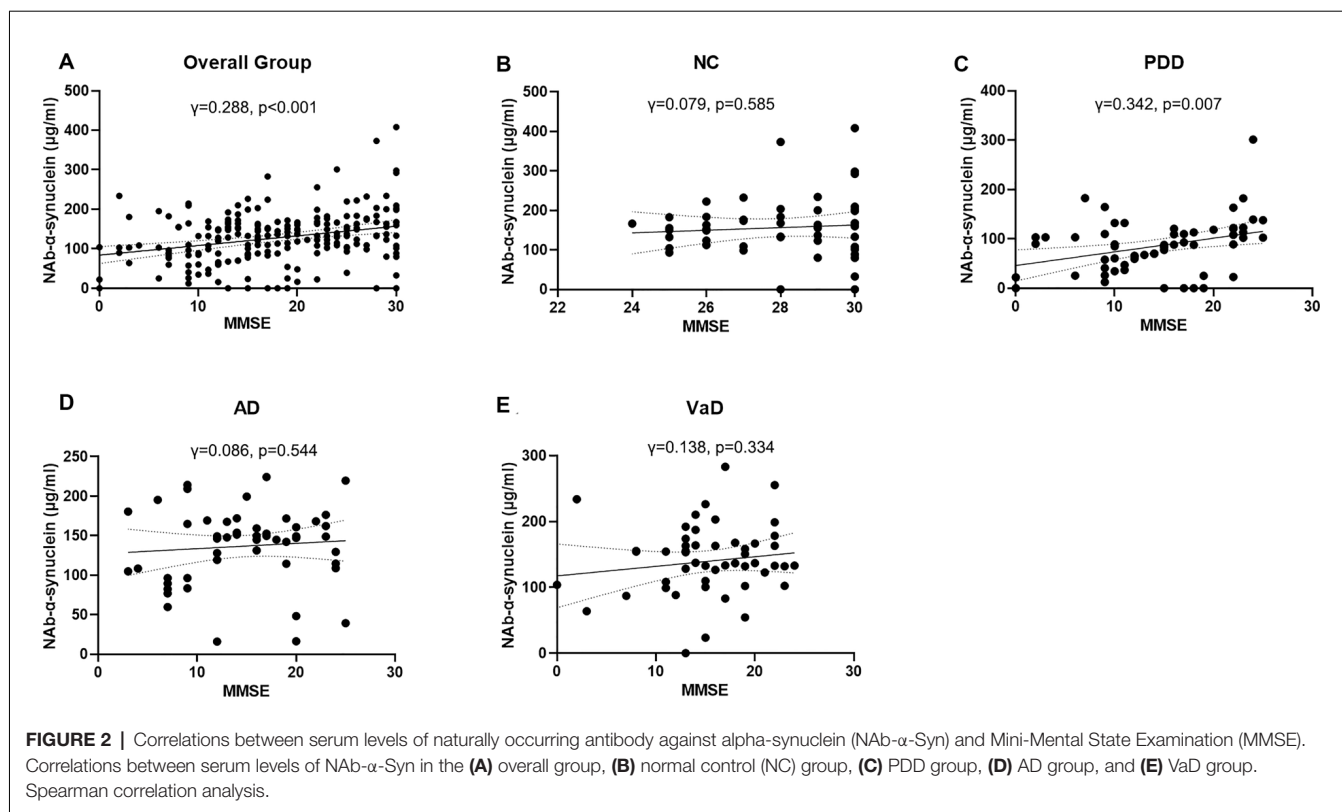 A
Overall Group
NAb-α-synuclein (μg/ml)
500
400
300
200
100
0
γ=0.288, p<0.001
0
10
20
30
MMSE
B
NC
NAb-α-synuclein (μg/ml)
500
400
300
200
100
0
γ=0.079, p=0.585
22
24
26
28
30
MMSE
C
PDD
NAb-α-synuclein (μg/ml)
400
300
200
100
0
γ=0.342, p=0.007
0
10
20
30
MMSE
D
AD
NAb-α-synuclein (μg/ml)
250
200
150
100
50
0
γ=0.086, p=0.544
0
10
20
30
MMSE
E
VaD
NAb-α-synuclein (μg/ml)
300
200
100
0
γ=0.138, p=0.334
0
10
20
30
MMSE
FIGURE 2 | Correlations between serum levels of naturally occurring antibody against alpha-synuclein (NAb-α-Syn) and Mini-Mental State Examination (MMSE).
Correlations between serum levels of NAb-α-Syn in the (A) overall group, (B) normal control (NC) group, (C) PDD group, (D) AD group, and (E) VaD group.
Spearman correlation analysis.